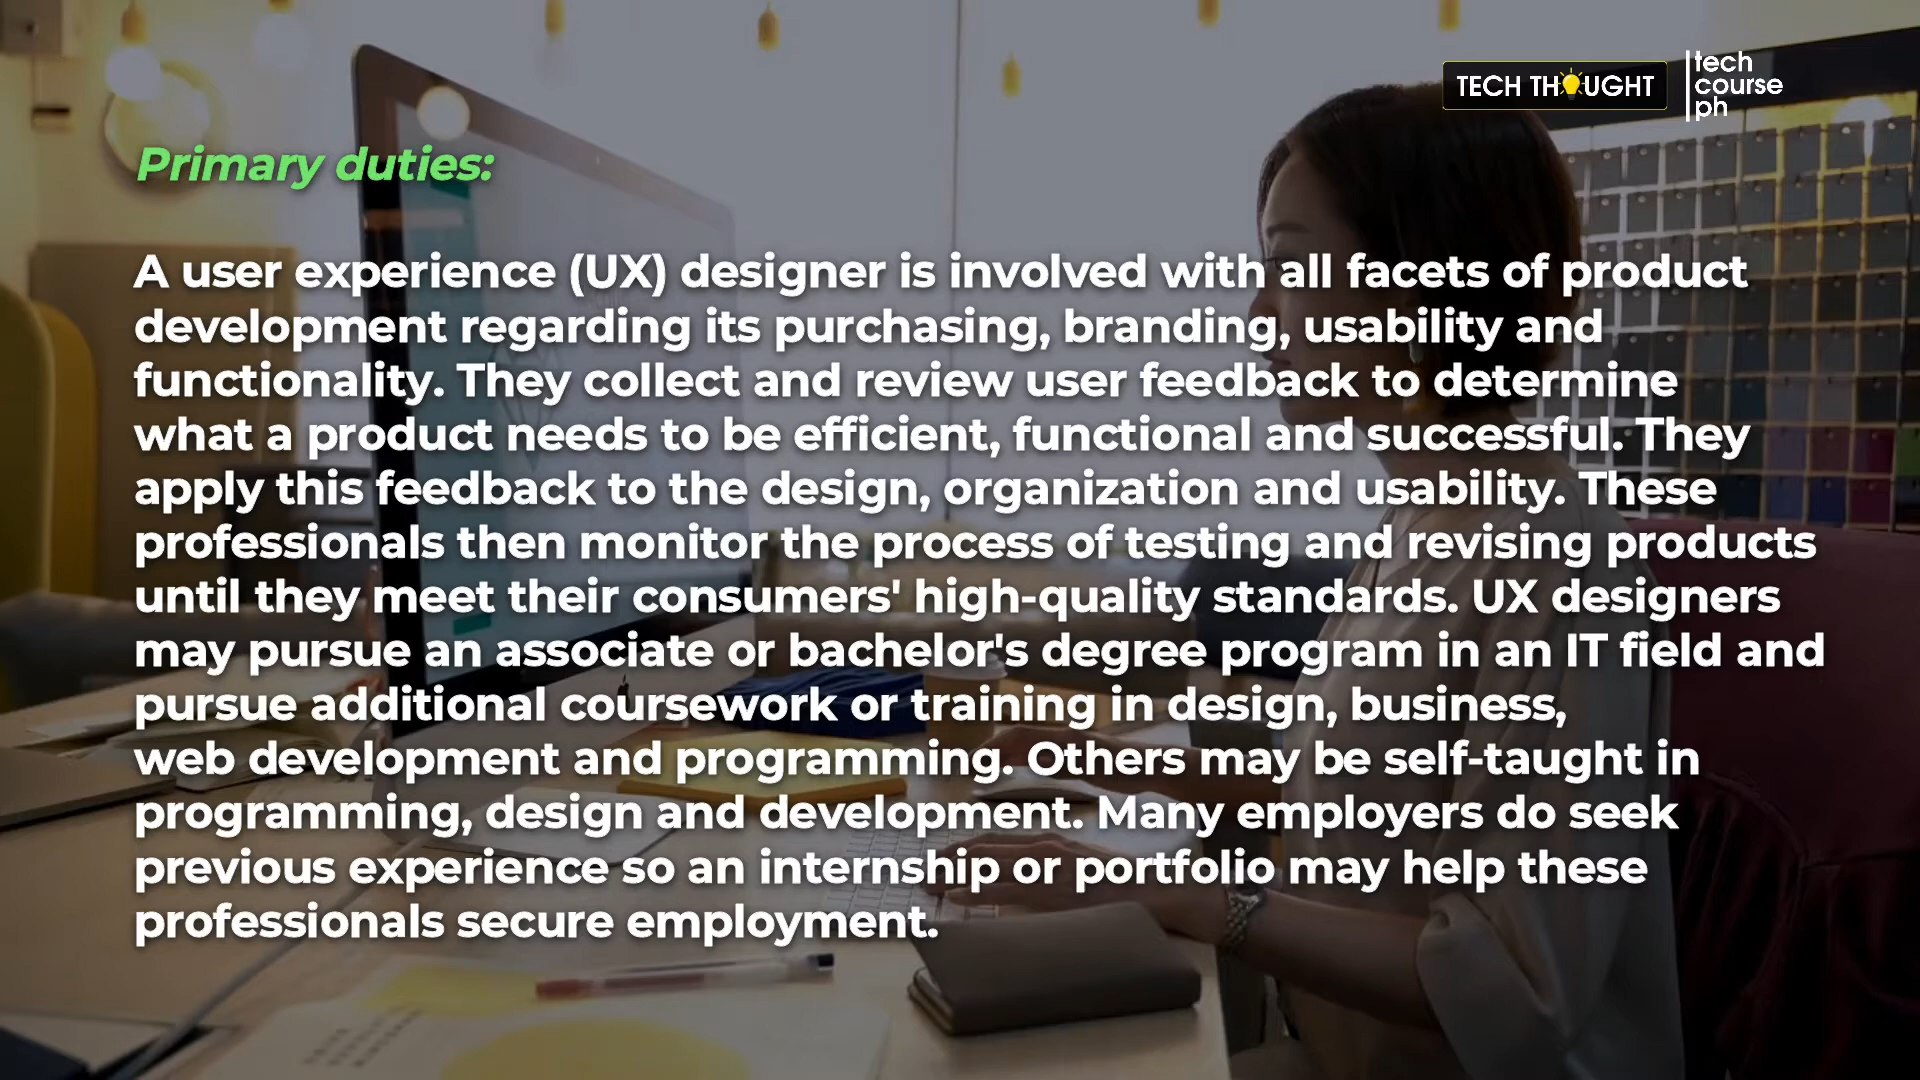 TECH THOUGHT
tech
course
ph
Primary duties:
A user experience (UX) designer is involved with all facets of product
development regarding its purchasing, branding, usability and
functionality. They collect and review user feedback to determine
what a product needs to be efficient, functional and successful. They
apply this feedback to the design, organization and usability. These
professionals then monitor the process of testing and revising products
until they meet their consumers' high-quality standards. UX designers
may pursue an associate or bachelor's degree program in an IT field and
pursue additional coursework or training in design, business,
web development and programming. Others may be self-taught in
programming, design and development. Many employers do seek
previous experience so an internship or portfolio may help these
professionals secure employment.